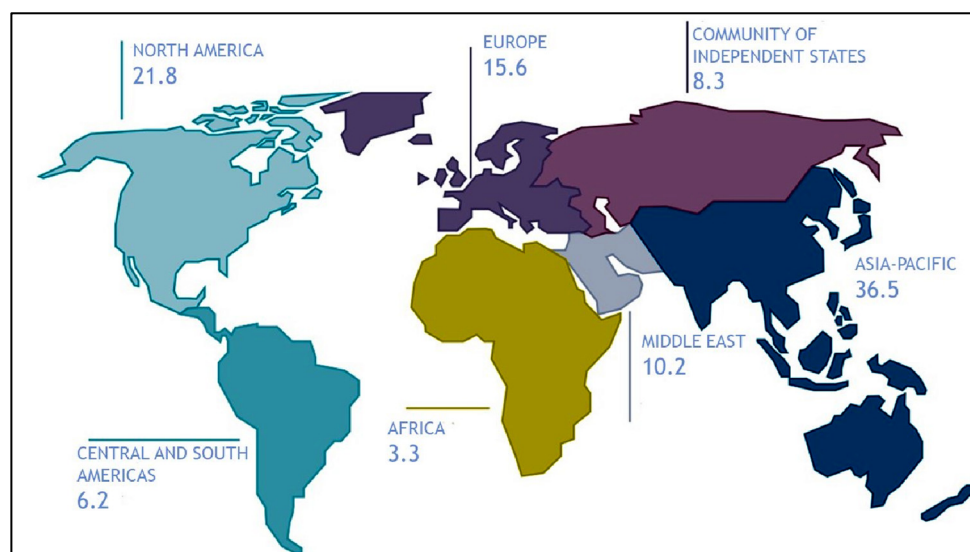 NORTH AMERICA
21.8
EUROPE
15.6
COMMUNITY OF
INDEPENDENT STATES
8.3
ASIA-PACIFIC
36.5
MIDDLE EAST
10.2
AFRICA
3.3
CENTRAL AND SOUTH
AMERICAS
6.2